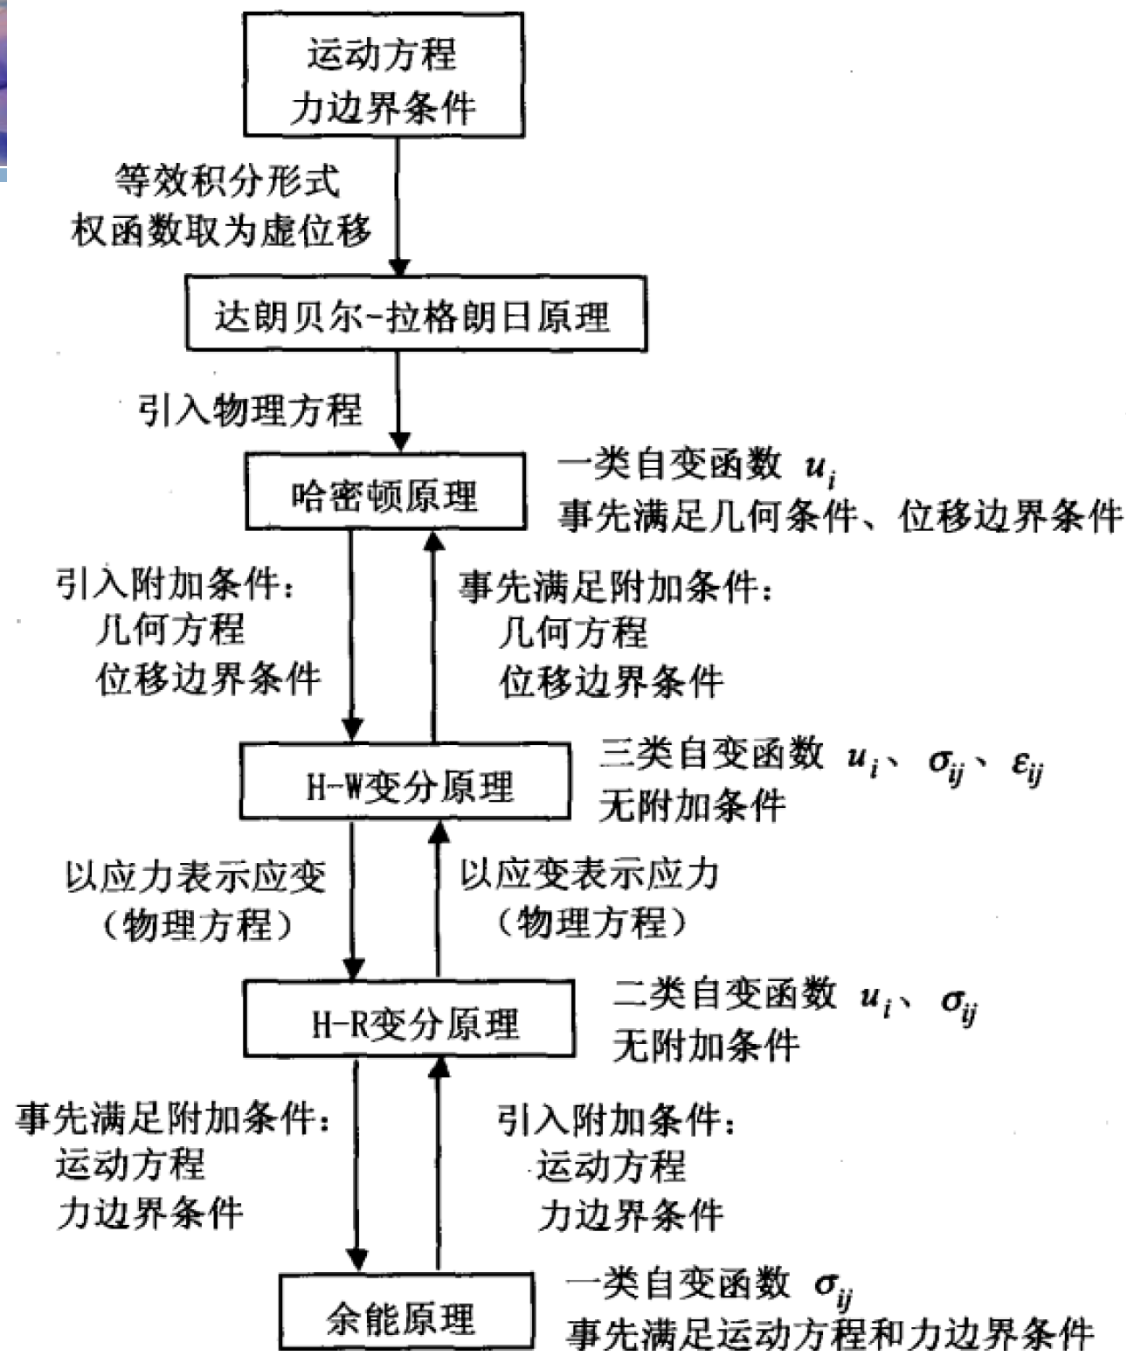 运动方程
力边界条件
等效积分形式
权函数取为虚位移
达朗贝尔-拉格朗日原理
引入物理方程
哈密顿原理
一类自变函数 u_i
事先满足几何条件、位移边界条件
引入附加条件:
几何方程
位移边界条件
事先满足附加条件:
几何方程
位移边界条件
H-W变分原理
三类自变函数 u_i、σ_ij、ε_ij
无附加条件
以应力表示应变
(物理方程)
以应变表示应力
(物理方程)
H-R变分原理
二类自变函数 u_i、σ_ij
无附加条件
事先满足附加条件:
运动方程
力边界条件
引入附加条件:
运动方程
力边界条件
余能原理
一类自变函数 σ_ij
事先满足运动方程和力边界条件